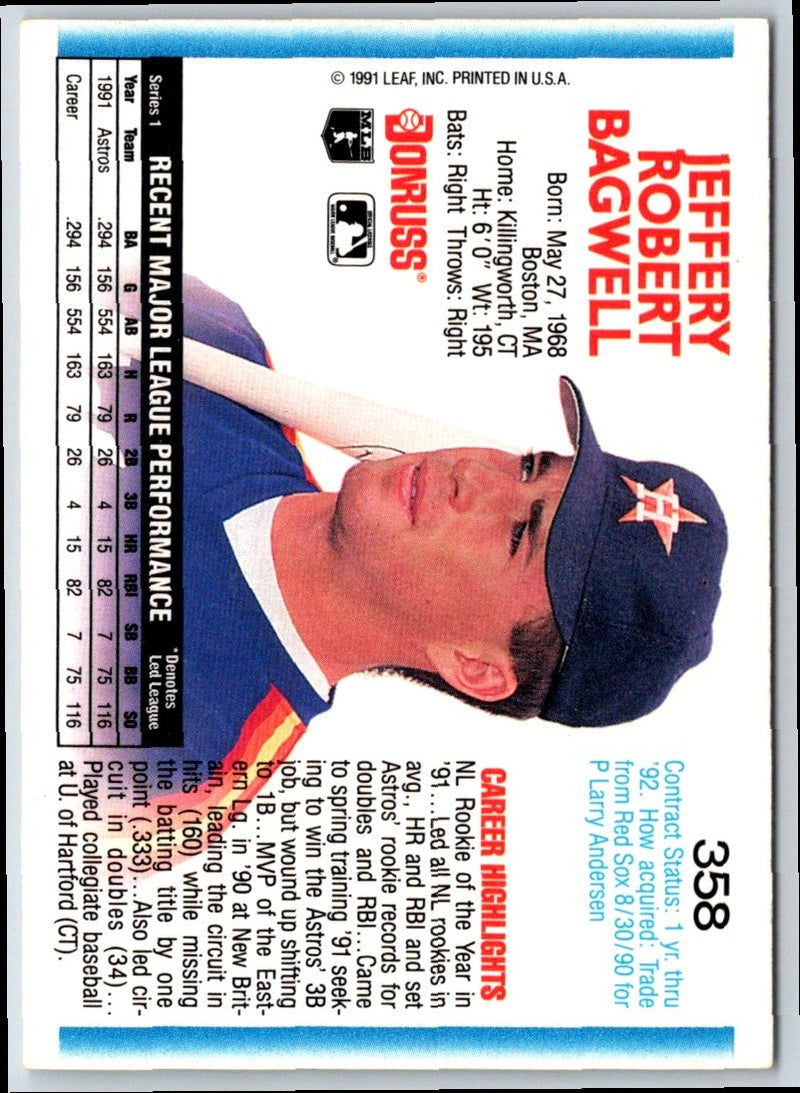 JEFFERY
ROBERT
BAGWELL
358
Contract Status: 1 yr. thru
'92. How acquired: Trade
from Red Sox 8/30/90 for
P Larry Andersen
Born: May 27, 1968
Boston, MA
Home: Killingworth, CT
Ht: 6'0" Wt: 195
Bats: Right Throws: Right
DONRUSS®
MLB
© 1991 LEAF, INC. PRINTED IN U.S.A.
H
CAREER HIGHLIGHTS
NL Rookie of the Year in
'91...Led all NL rookies in
avg., HR and RBI and set
Astros' rookie records for
doubles and RBI...Came
to spring training '91 seek-
ing to win the Astros' 3B
job, but wound up shifting
to 1B...MVP of the East-
ern Lg. in '90 at New Brit-
ain, leading the circuit in
hits (160) while missing
the batting title by one
point (.333)...Also led cir-
cuit in doubles (34)...
Played collegiate baseball
at U. of Hartford (CT).
Series 1 RECENT MAJOR LEAGUE PERFORMANCE *Denotes
Led League
Year Team BA G AB H R 2B 3B HR RBI SB BB SO
1991 Astros .294 156 554 163 79 26 4 15 82 7 75 116
Career .294 156 554 163 79 26 4 15 82 7 75 116